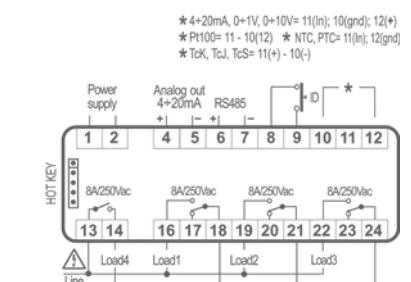 * 4÷20mA, 0÷1V, 0÷10V= 11(In); 10(gnd); 12(+)
* Pt100= 11 - 10(12) * NTC, PTC= 11(In); 12(gnd)
* TcK, TcJ, TcS= 11(+) - 10(-)
Power supply
Analog out
4÷20mA RS485
+ - + -
ID
*
1 2 4 5 6 7 8 9 10 11 12
HOT KEY
8A/250Vac 8A/250Vac 8A/250Vac 8A/250Vac
13 14 16 17 18 19 20 21 22 23 24
Load4 Load1 Load2 Load3
Line